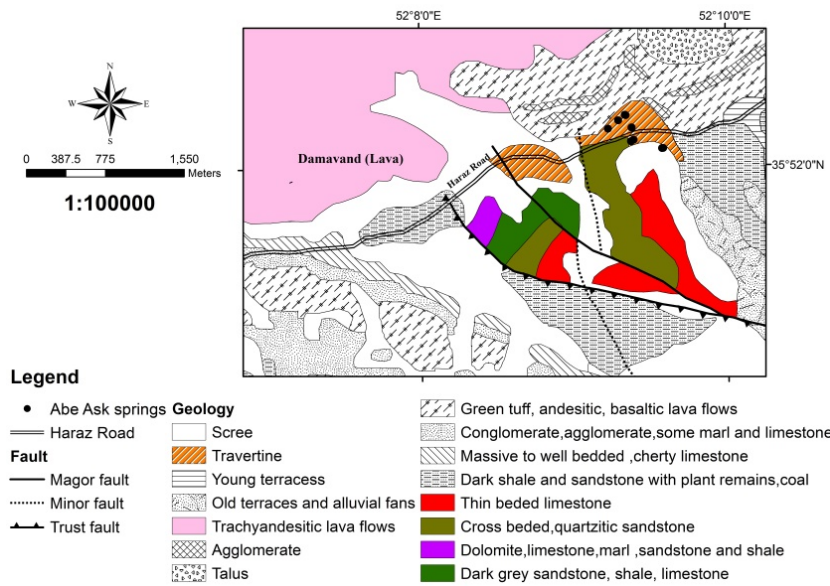 52°8'0"E
52°10'0"E
N
W
E
S
35°52'0"N
0 387.5 775 1,550
Meters
1:100000
Damavand (Lava)
Haraz Road
Legend
Abe Ask springs
Haraz Road
Fault
Magor fault
Minor fault
Trust fault
Geology
Scree
Travertine
Young terracess
Old terraces and alluvial fans
Trachyandesitic lava flows
Agglomerate
Talus
Green tuff, andesitic, basaltic lava flows
Conglomerate,agglomerate,some marl and limestone
Massive to well bedded ,cherty limestone
Dark shale and sandstone with plant remains,coal
Thin beded limestone
Cross beded,quartzitic sandstone
Dolomite,limestone,marl ,sandstone and shale
Dark grey sandstone, shale, limestone